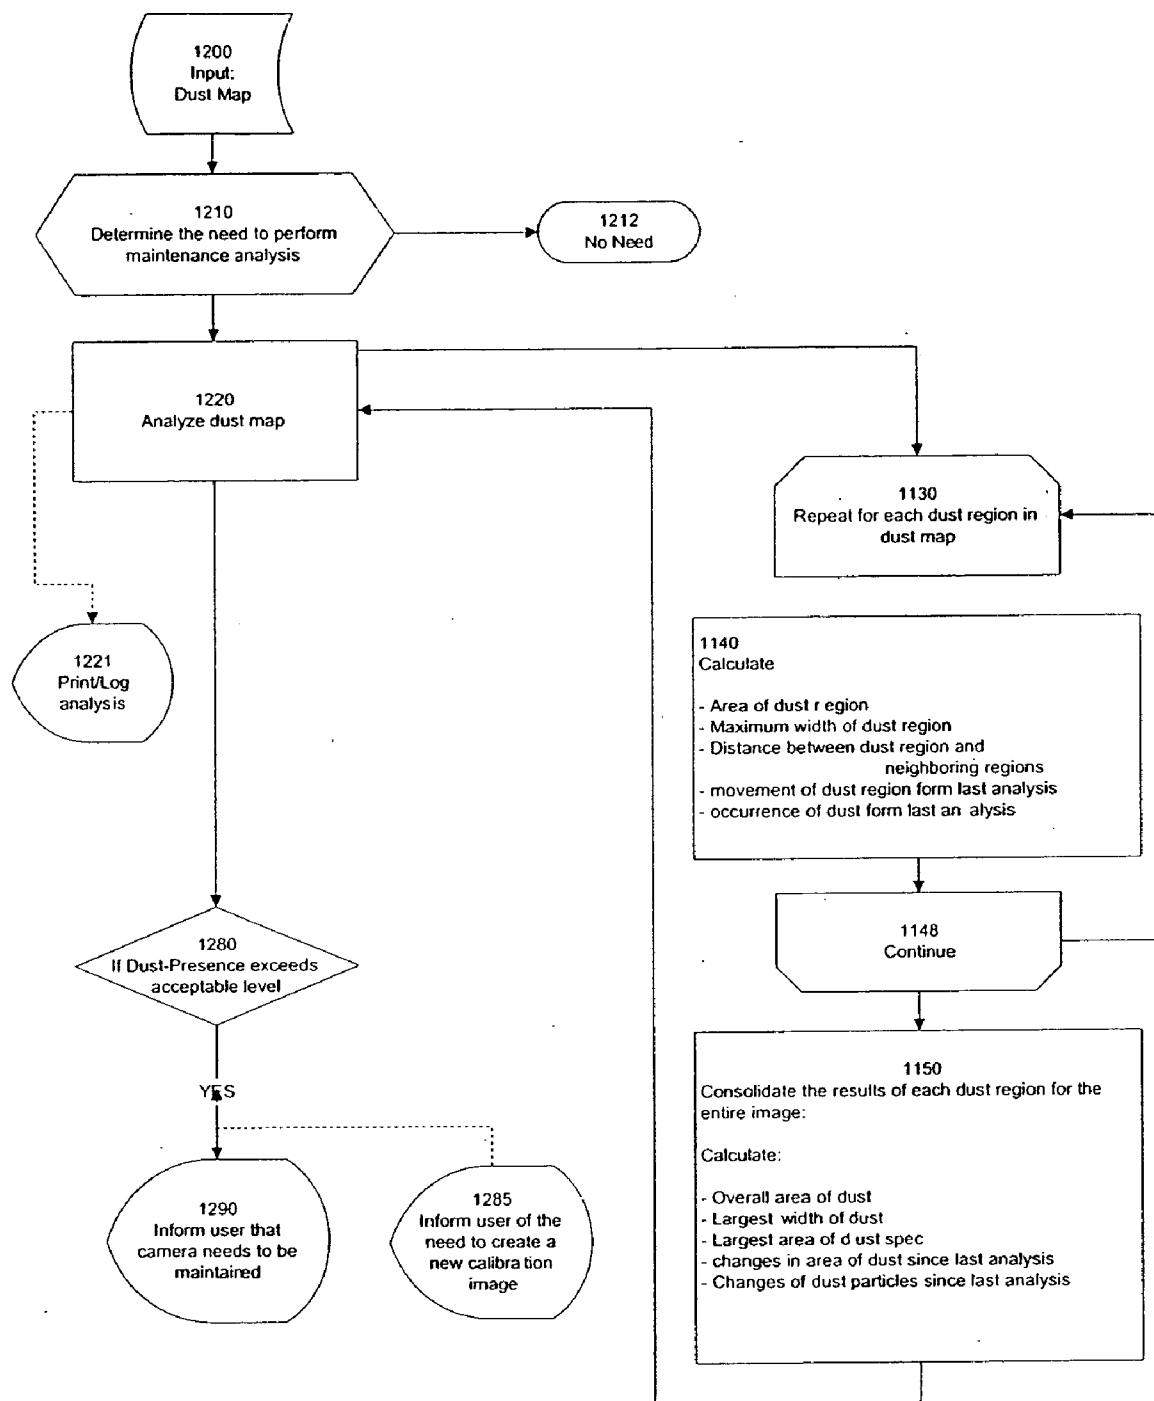 1200
Input:
Dust Map
1210
Determine the need to perform
maintenance analysis
1212
No Need
1220
Analyze dust map
1130
Repeat for each dust region in
dust map
1221
Print/Log
analysis
1140
Calculate
- Area of dust r egion
- Maximum width of dust region
- Distance between dust region and
neighboring regions
- movement of dust region form last analysis
- occurrence of dust form last an alysis
1148
Continue
1280
If Dust-Presence exceeds
acceptable level
YES
1150
Consolidate the results of each dust region for the
entire image:
Calculate:
- Overall area of dust
- Largest width of dust
- Largest area of d ust spec
- changes in area of dust since last analysis
- Changes of dust particles since last analysis
1290
Inform user that
camera needs to be
maintained
1285
Inform user of the
need to create a
new calibration
image